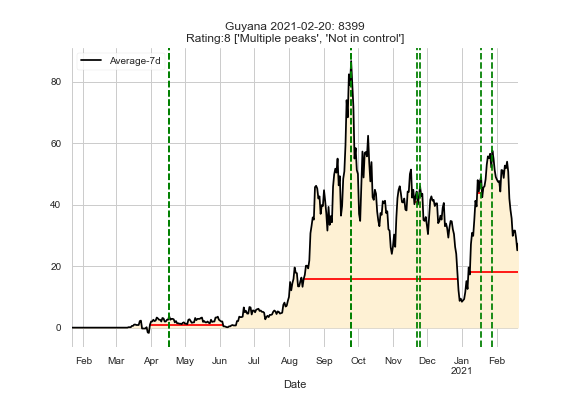 Guyana 2021-02-20: 8399
Rating:8 ['Multiple peaks', 'Not in control']
Average-7d
80
60
40
20
0
Feb Mar Apr May Jun Jul Aug Sep Oct Nov Dec Jan Feb
2021
Date